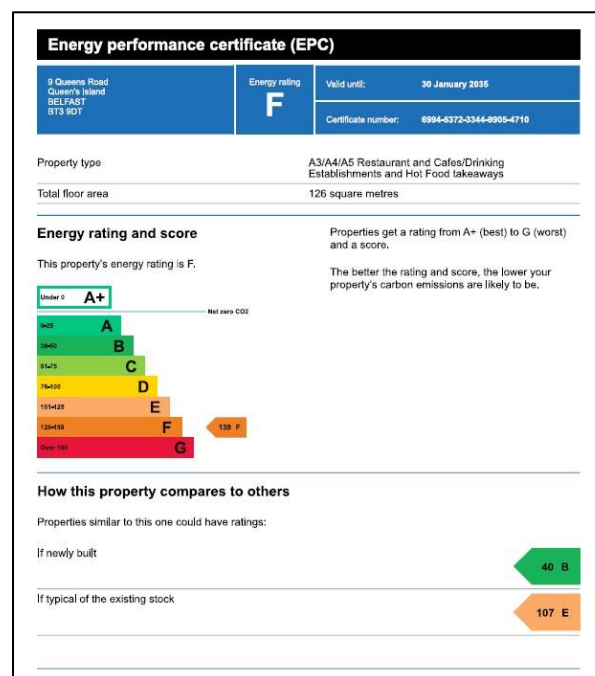 Energy performance certificate (EPC)
9 Queens Road
Queen's Island
BELFAST
BT3 9DT
Energy rating
F
Valid until:
30 January 2035
Certificate number:
6994-6372-3344-9905-4710
Property type
A3/A4/A5 Restaurant and Cafes/Drinking
Establishments and Hot Food takeaways
Total floor area
126 square metres
Energy rating and score
This property's energy rating is F.
Properties get a rating from A+ (best) to G (worst)
and a score.
The better the rating and score, the lower your
property's carbon emissions are likely to be.
Under 0 A+
Net zero CO2
0-25 A
26-50 B
51-75 C
76-100 D
101-125 E
126-150 F
139 F
Over 150 G
How this property compares to others
Properties similar to this one could have ratings:
If newly built
40 B
If typical of the existing stock
107 E